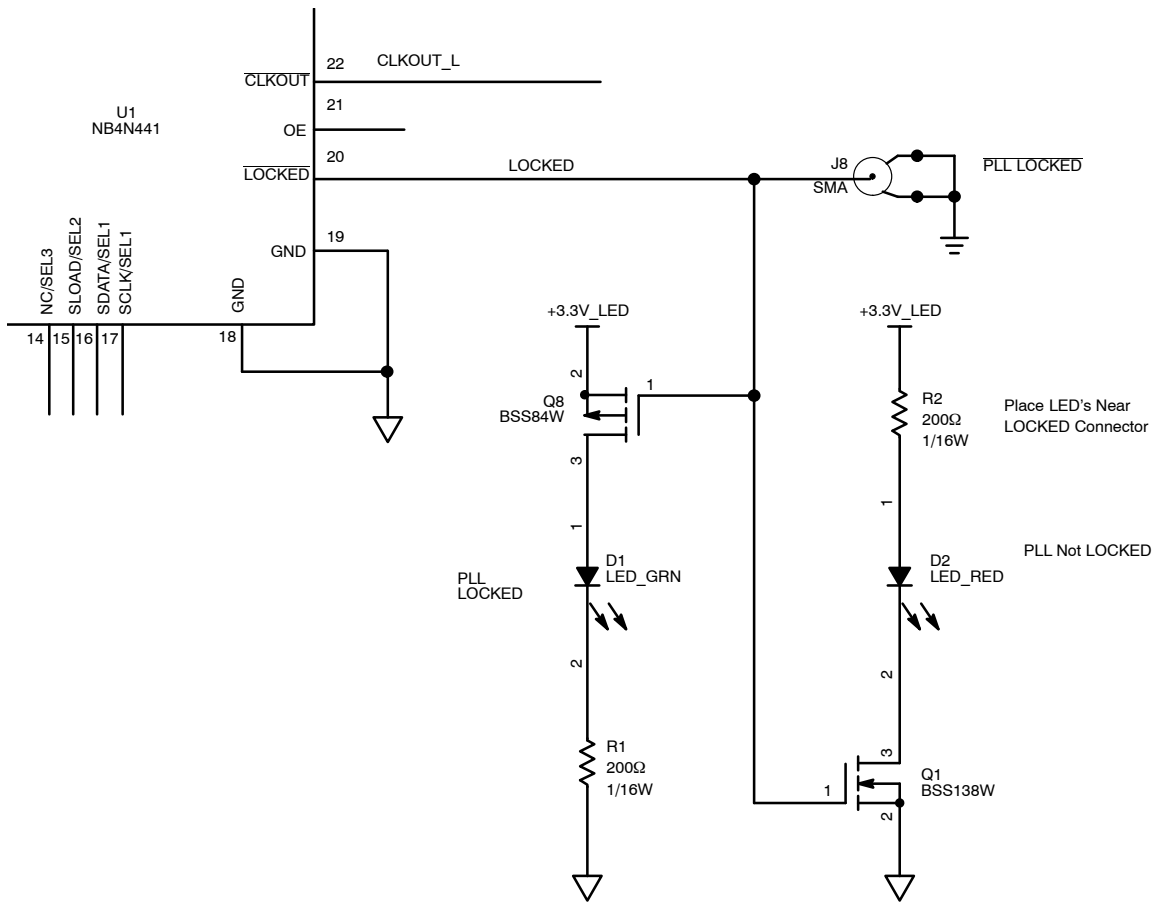 22
CLKOUT_L
CLKOUT
U1
NB4N441
21
OE
20
LOCKED
LOCKED
J8
SMA
PLL LOCKED
19
GND
NC/SEL3
SLOAD/SEL2
SDATA/SEL1
SCLK/SEL1
GND
14
15
16
17
18
+3.3V_LED
+3.3V_LED
2
Q8
BSS84W
1
3
R2
200Ω
1/16W
Place LED's Near
LOCKED Connector
1
1
PLL Not LOCKED
D1
LED_GRN
D2
LED_RED
PLL
LOCKED
2
2
R1
200Ω
1/16W
3
1
Q1
BSS138W
2